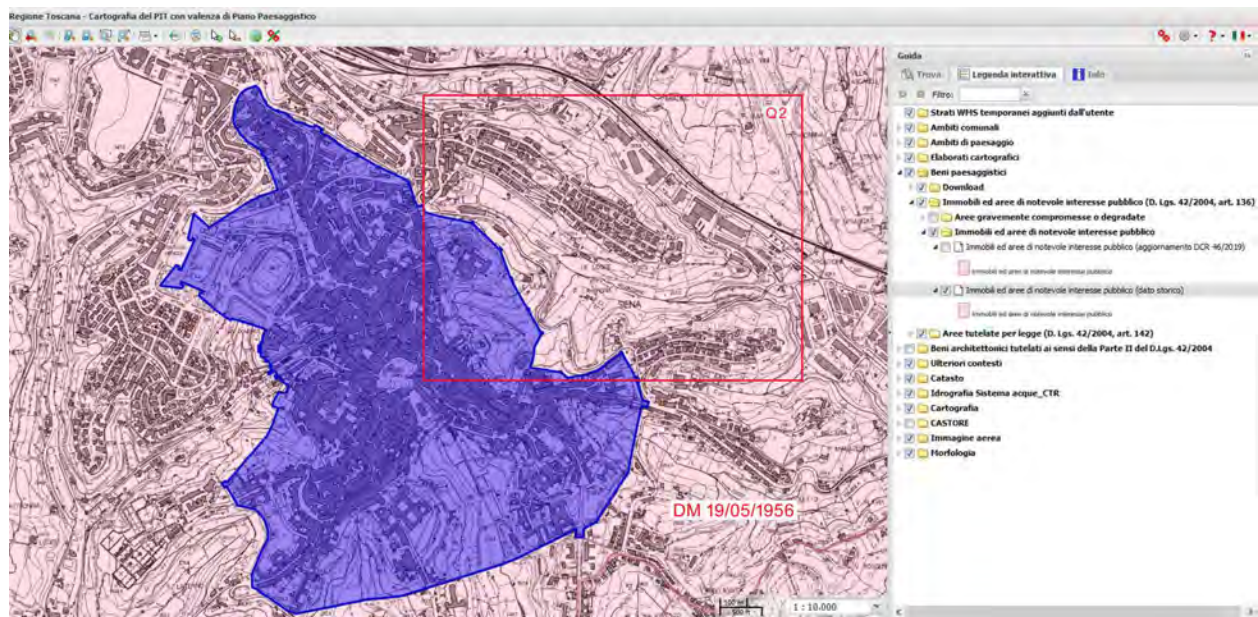 Regione Toscana - Cartografia del PIT con valenza di Piano Paesaggistico
Guida
Trova
Legenda interattiva
Info
Filtro:
Strati WMS temporanei aggiunti dall'utente
Ambiti comunali
Ambiti di paesaggio
Elaborati cartografici
Beni paesaggistici
Download
Immobili ed aree di notevole interesse pubblico (D. Lgs. 42/2004, art. 136)
Aree gravemente compromesse o degradate
Immobili ed aree di notevole interesse pubblico
Immobili ed aree di notevole interesse pubblico (aggiornamento DCR 46/2019)
Immobili ed aree di notevole interesse pubblico
Immobili ed aree di notevole interesse pubblico (dato storico)
Immobili ed aree di notevole interesse pubblico
Aree tutelate per legge (D. Lgs. 42/2004, art. 142)
Beni architettonici tutelati ai sensi della Parte II del D.Lgs. 42/2004
Ulteriori contesti
Catasto
Idrografia Sistema acque_CTR
Cartografia
CASTORE
Immagine aerea
Morfologia
Q2
SIENA
DM 19/05/1956
100 m
500 ft
1 : 10.000